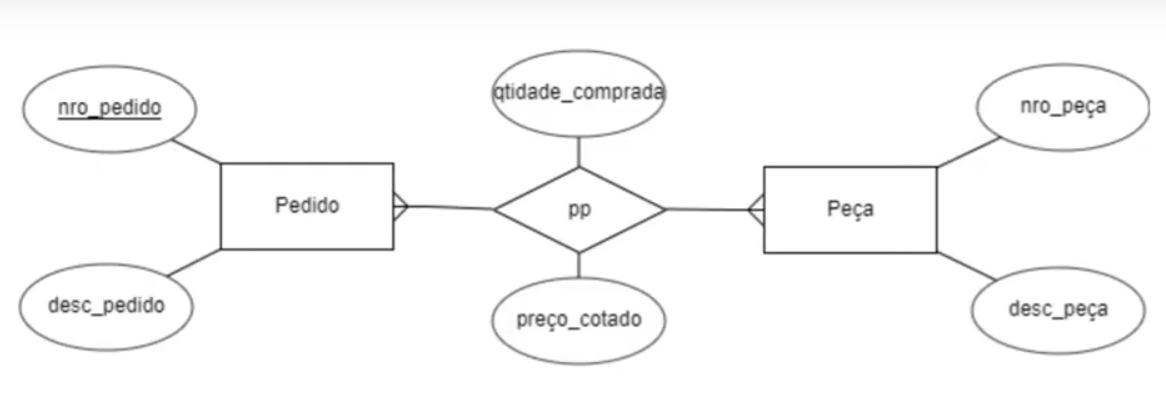 nro_pedido
qtidade_comprada
nro_peça
Pedido
pp
Peça
desc_pedido
preço_cotado
desc_peça